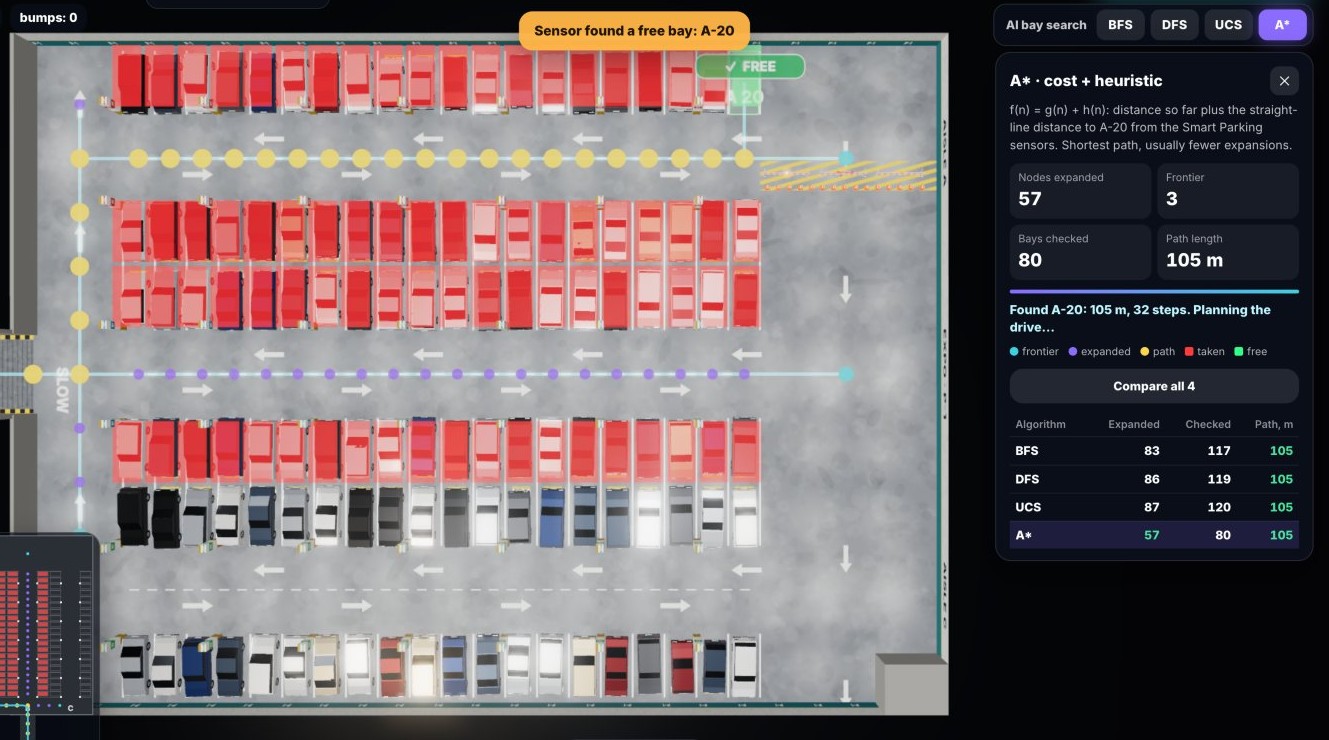 bumps: 0
Sensor found a free bay: A-20
AI bay search BFS DFS UCS A*
✓ FREE
A 20
SLOW
A* · cost + heuristic
f(n) = g(n) + h(n): distance so far plus the straight-
line distance to A-20 from the Smart Parking
sensors. Shortest path, usually fewer expansions.
Nodes expanded
57
Frontier
3
Bays checked
80
Path length
105 m
Found A-20: 105 m, 32 steps. Planning the
drive...
frontier expanded path taken free
Compare all 4
Algorithm Expanded Checked Path, m
BFS 83 117 105
DFS 86 119 105
UCS 87 120 105
A* 57 80 105
C